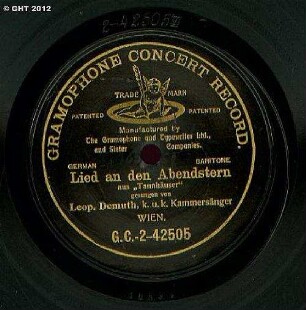 © GHT 2012
2-42505
GRAMOPHONE CONCERT RECORD.
TRADE MARK
PATENTED PATENTED
Manufactured by
The Gramophone and Typewriter Ltd.,
and Sister Companies.
GERMAN BARITONE
Lied an den Abendstern
aus „Tannhäuser“
gesungen von
Leop. Demuth, k. u. k. Kammersänger
WIEN.
G.C.-2-42505